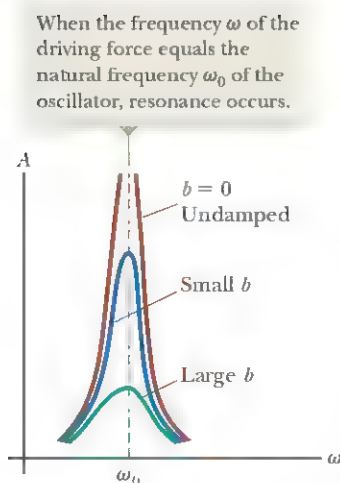 When the frequency ω of the
driving force equals the
natural frequency ω₀ of the
oscillator, resonance occurs.
A
b = 0
Undamped
Small b
Large b
ω
ω₀